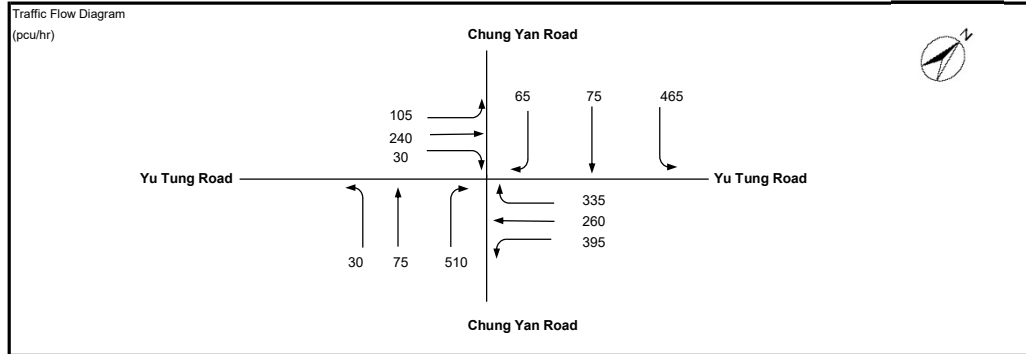 Traffic Flow Diagram
(pcu/hr)
Chung Yan Road
N
65 75 465
105
240
30
Yu Tung Road Yu Tung Road
335
260
395
30 75 510
Chung Yan Road